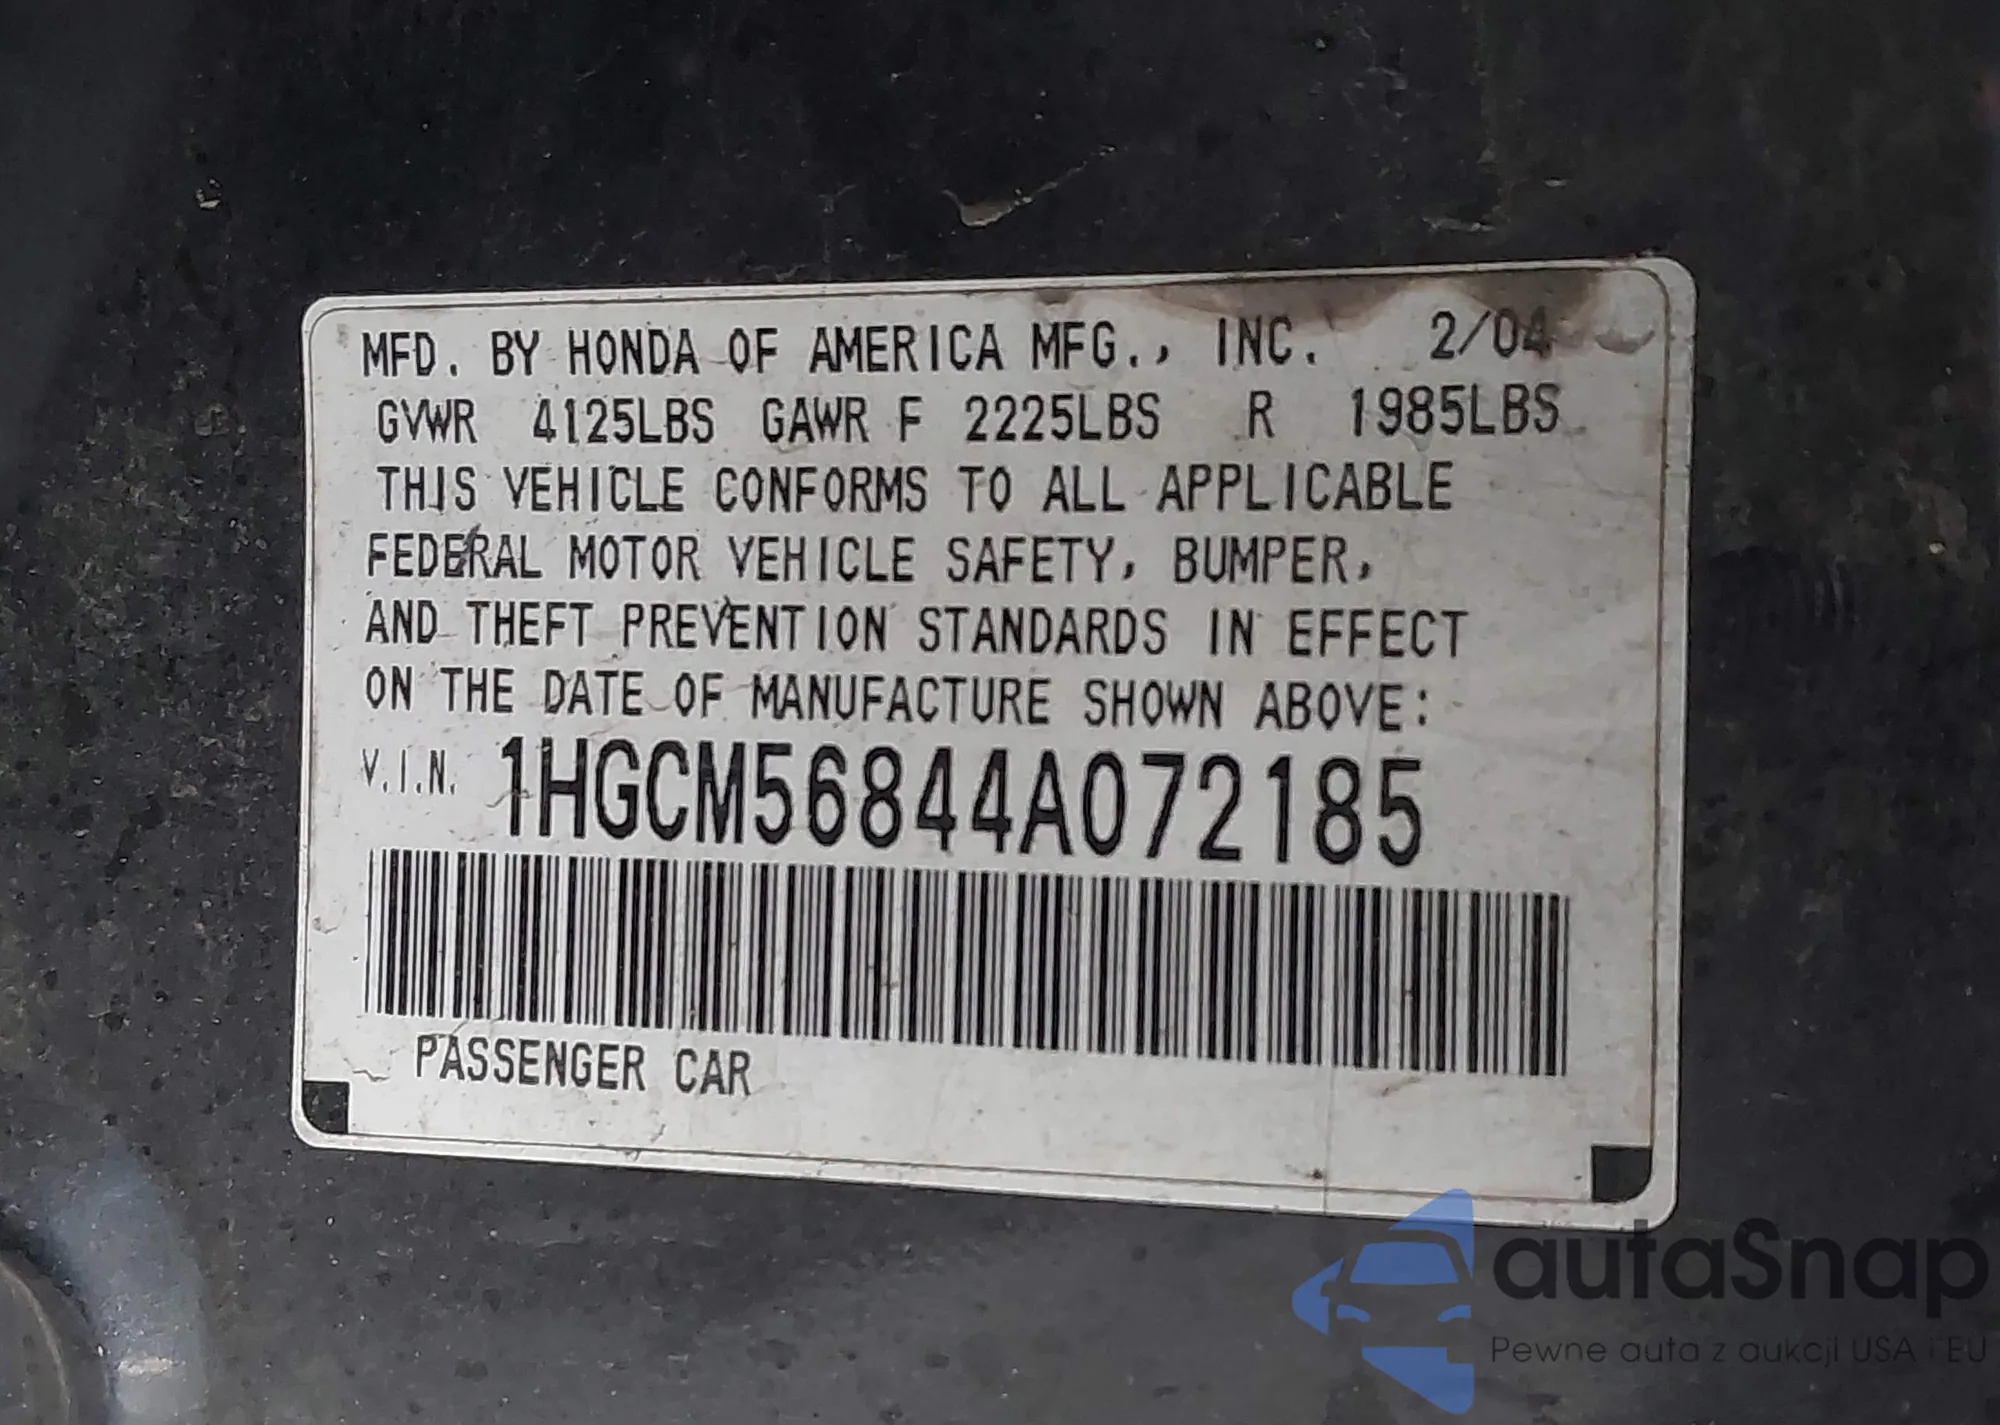 MFD. BY HONDA OF AMERICA MFG., INC. 2/04
GVWR 4125LBS GAWR F 2225LBS R 1985LBS
THIS VEHICLE CONFORMS TO ALL APPLICABLE
FEDERAL MOTOR VEHICLE SAFETY, BUMPER,
AND THEFT PREVENTION STANDARDS IN EFFECT
ON THE DATE OF MANUFACTURE SHOWN ABOVE:
V.I.N. 1HGCM56844A072185
PASSENGER CAR
autaSnap
Pewne auta z aukcji USA i EU